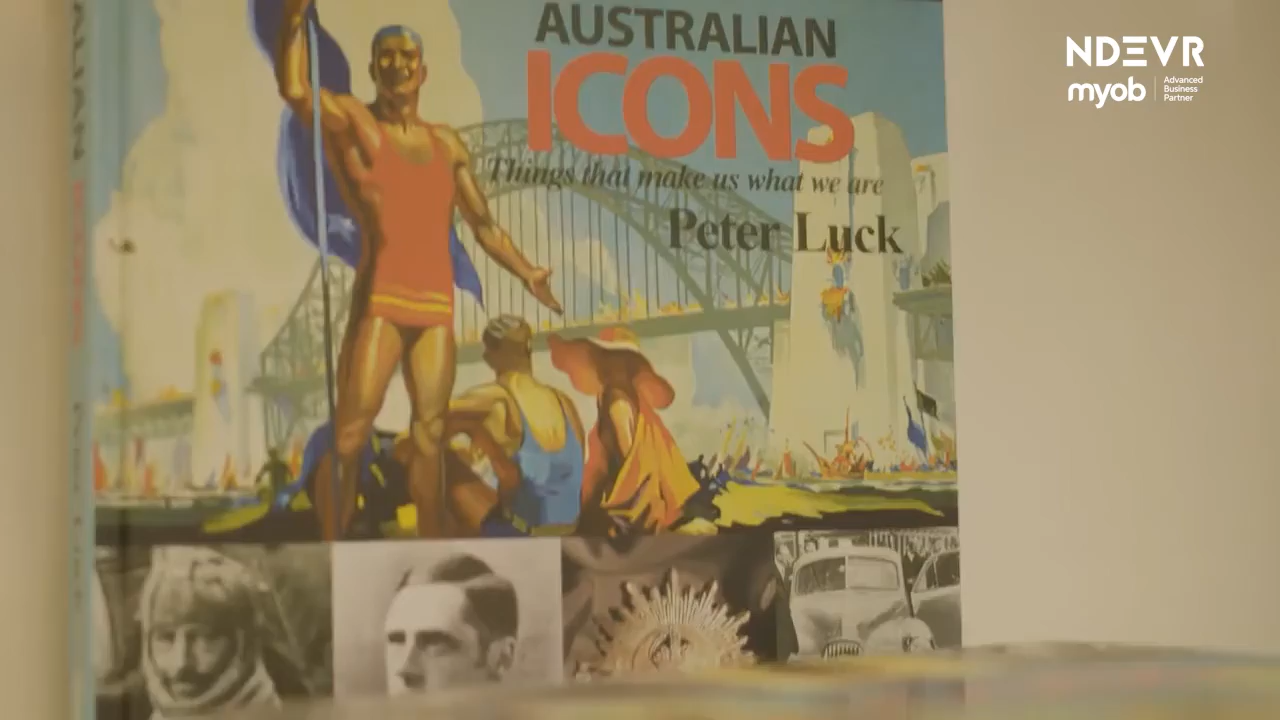 AUSTRALIAN
ICONS
Things that make us what we are
Peter Luck
NDEVR
myob
Advanced
Business
Partner